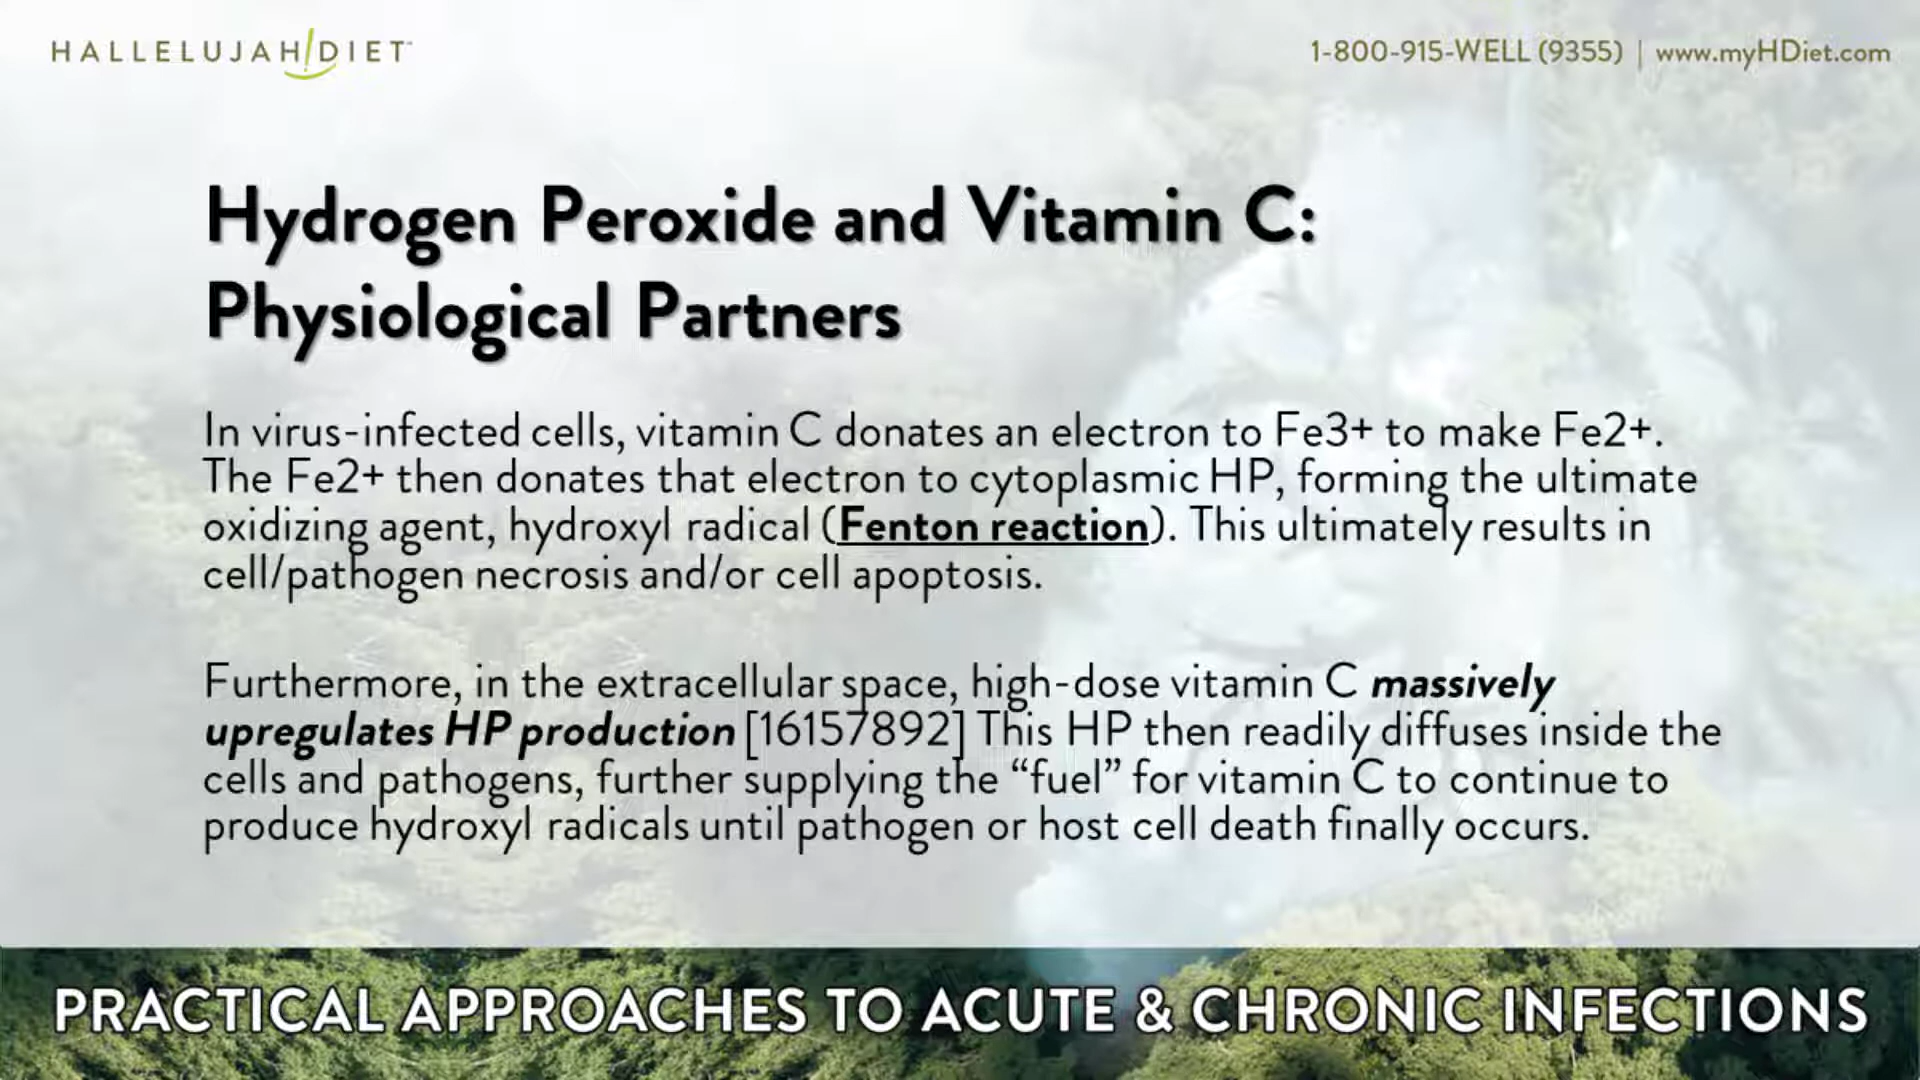 HALLELUJAH DIET
1-800-915-WELL (9355) | www.myHDiet.com
Hydrogen Peroxide and Vitamin C:
Physiological Partners
In virus-infected cells, vitamin C donates an electron to Fe3+ to make Fe2+.
The Fe2+ then donates that electron to cytoplasmic HP, forming the ultimate
oxidizing agent, hydroxyl radical (Fenton reaction). This ultimately results in
cell/pathogen necrosis and/or cell apoptosis.
Furthermore, in the extracellular space, high-dose vitamin C massively
upregulates HP production [16157892] This HP then readily diffuses inside the
cells and pathogens, further supplying the “fuel” for vitamin C to continue to
produce hydroxyl radicals until pathogen or host cell death finally occurs.
PRACTICAL APPROACHES TO ACUTE & CHRONIC INFECTIONS